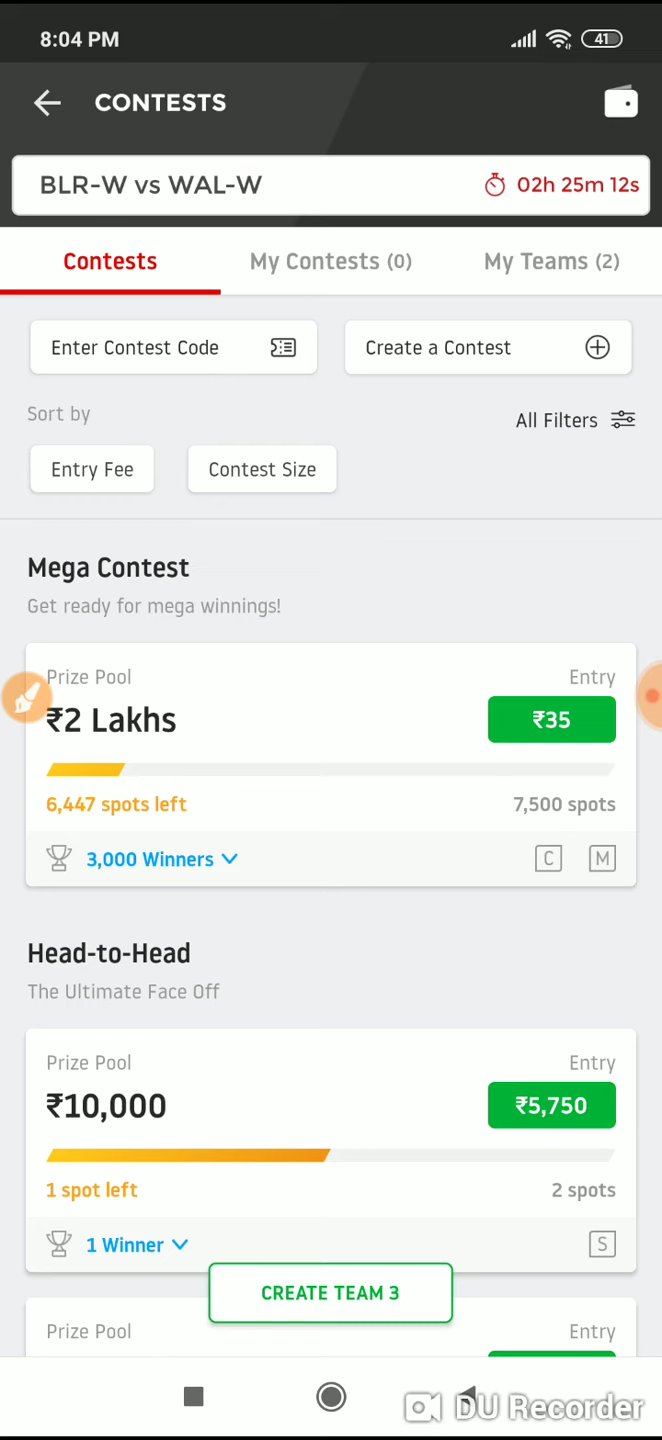 8:04 PM
41
CONTESTS
BLR-W vs WAL-W
02h 25m 12s
Contests
My Contests (0)
My Teams (2)
Enter Contest Code
Create a Contest
Sort by
All Filters
Entry Fee
Contest Size
Mega Contest
Get ready for mega winnings!
Prize Pool
Entry
₹2 Lakhs
₹35
6,447 spots left
7,500 spots
3,000 Winners
C
M
Head-to-Head
The Ultimate Face Off
Prize Pool
Entry
₹10,000
₹5,750
1 spot left
2 spots
1 Winner
S
CREATE TEAM 3
Prize Pool
Entry
DU Recorder